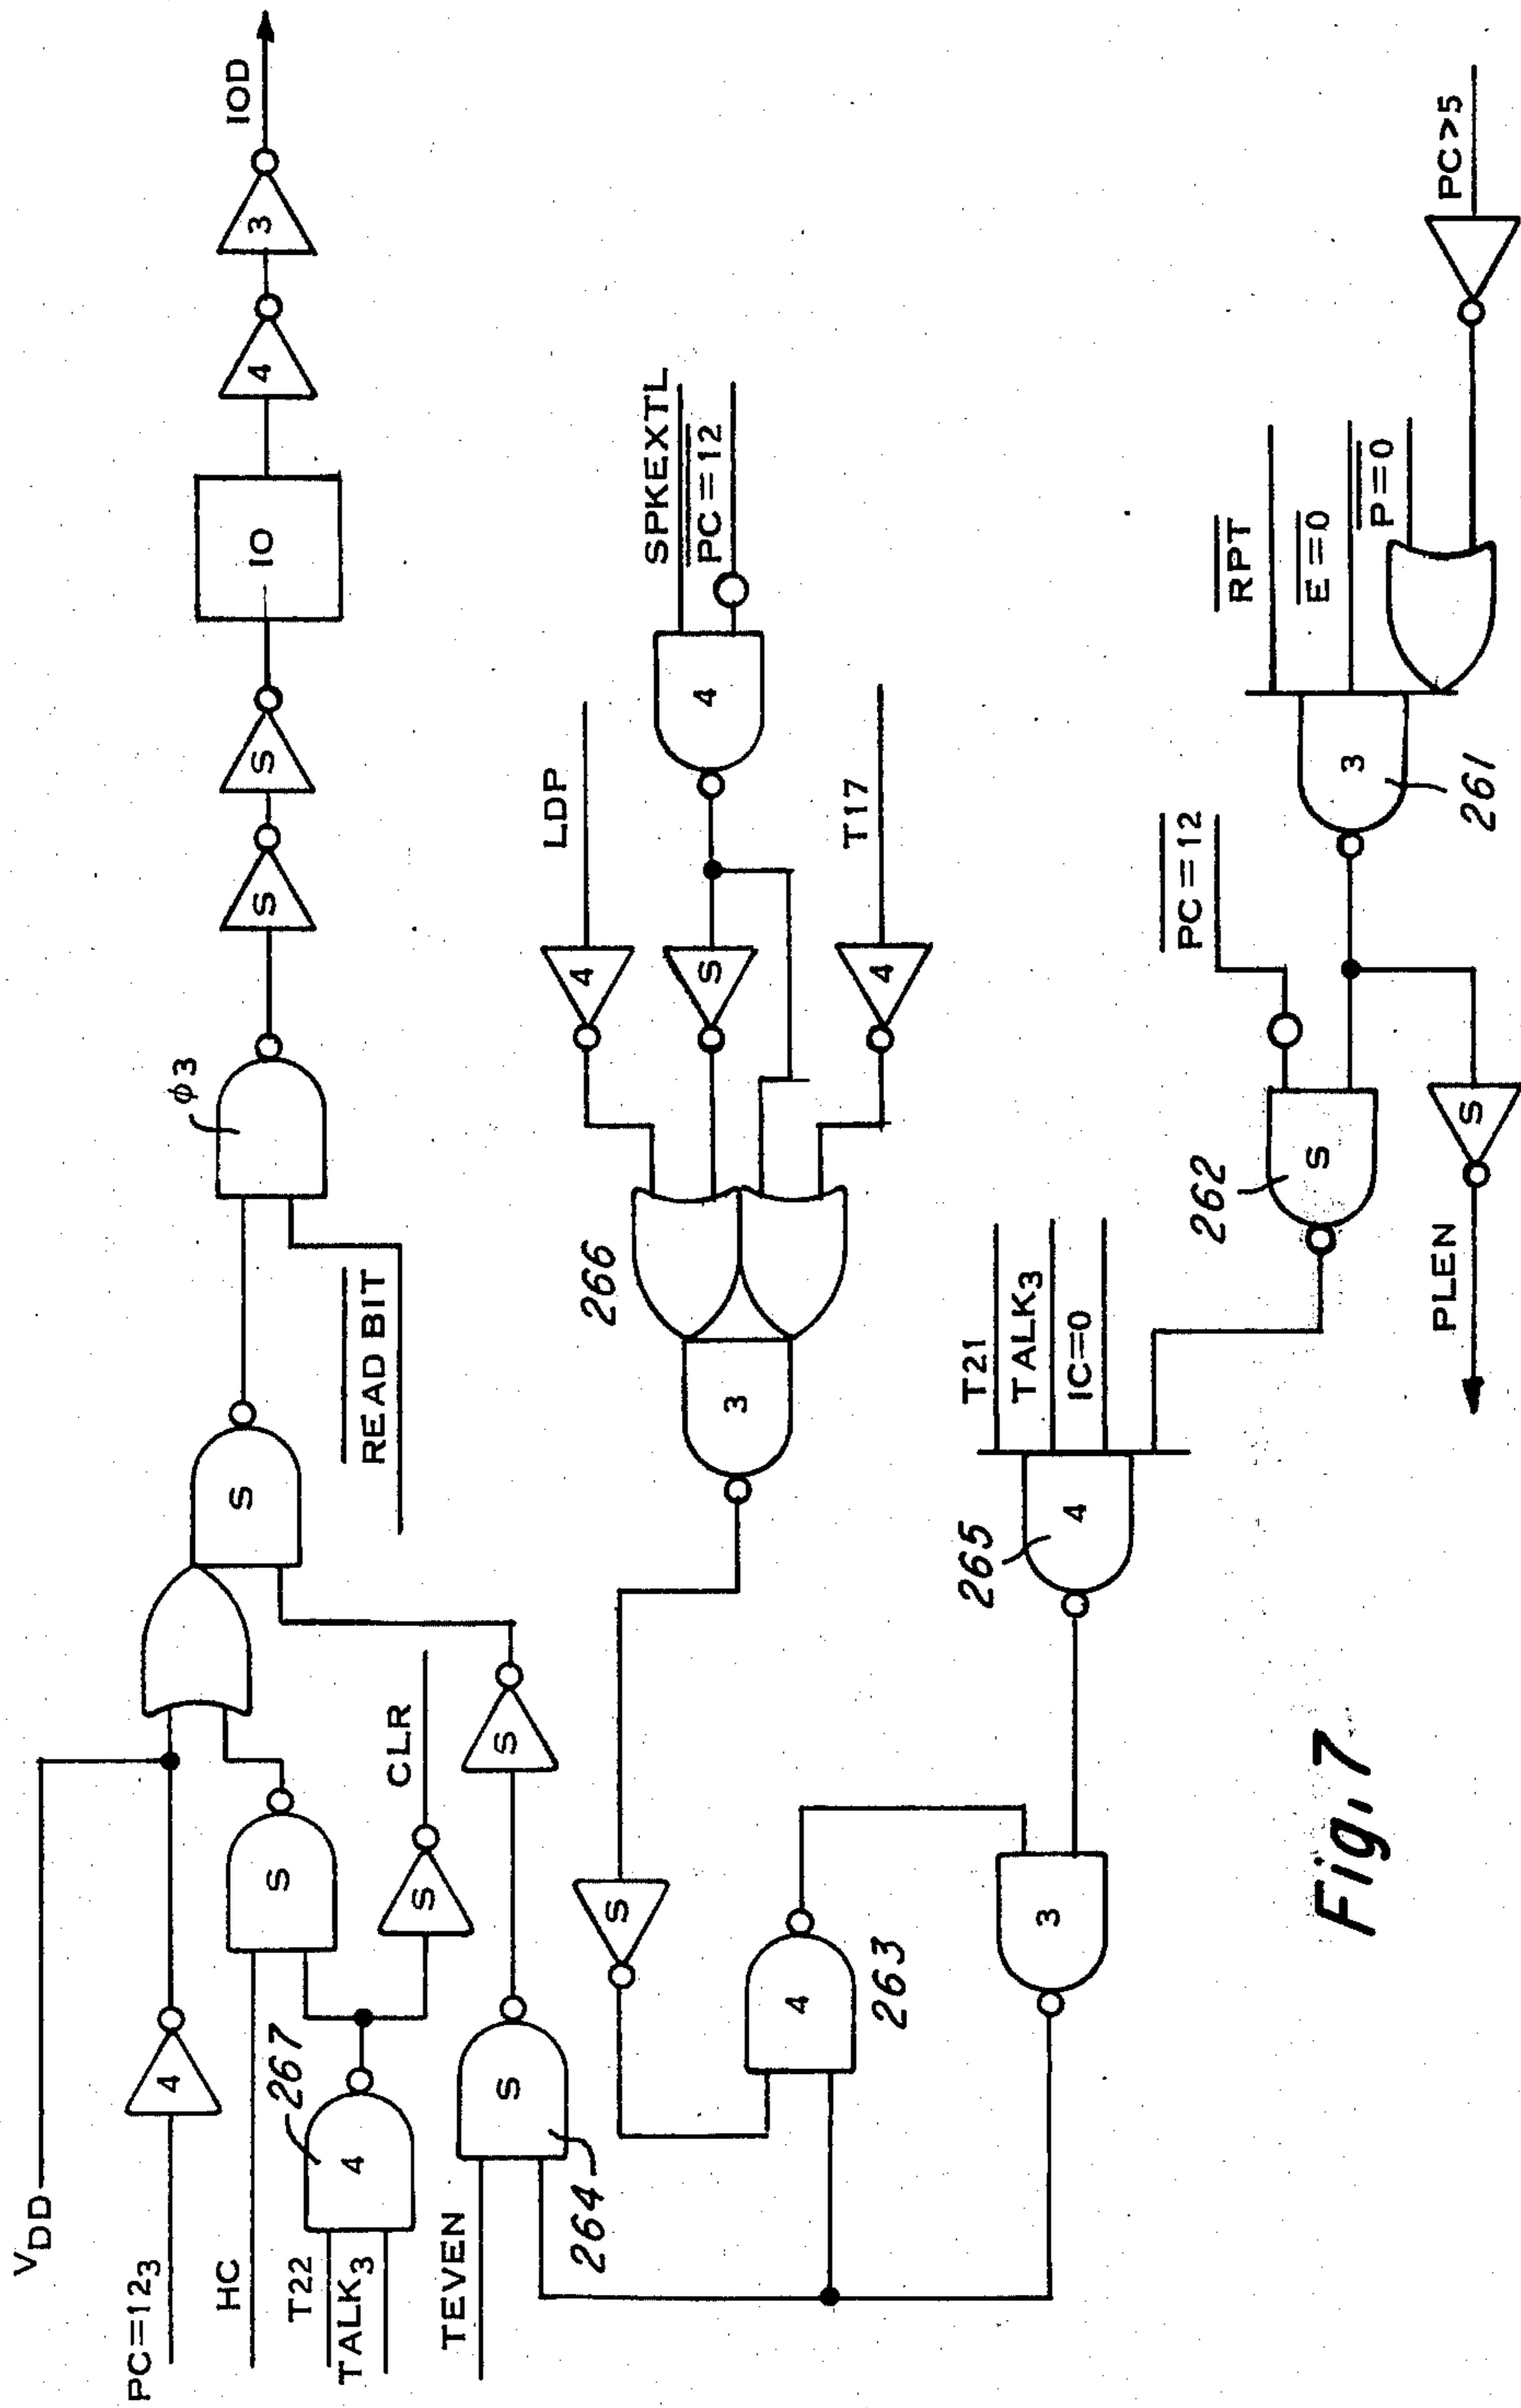 V_DD
PC=12₃
HC
T22
TALK₃
TEVEN
4
267
4
S
S
CLR
264
S
S
S
READ BIT
φ3
S
S
IO
4
3
IOD
LDP
SPKEXTL
PC=12
T17
4
S
4
4
266
3
S
263
4
3
265
4
T21
TALK₃
IC=0
262
S
PC=12
261
3
RPT
E=0
P=0
PC>5
S
PLEN
Fig. 7